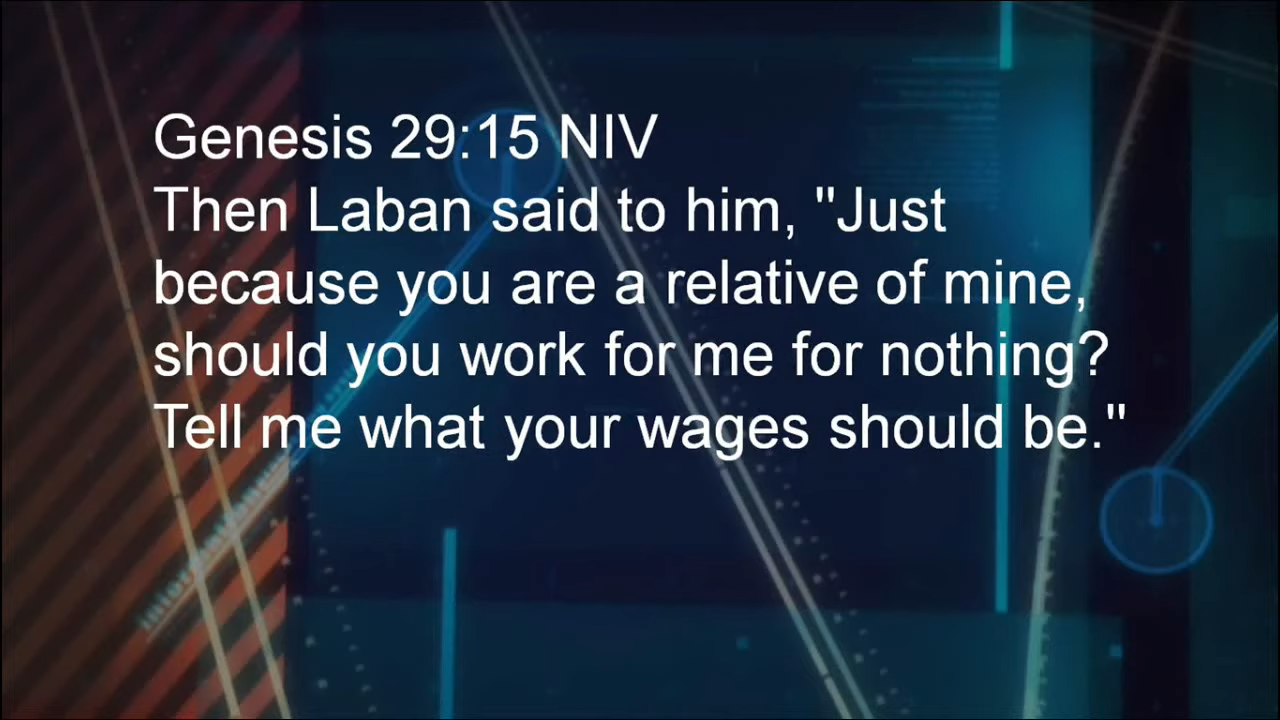 Genesis 29:15 NIV
Then Laban said to him, "Just
because you are a relative of mine,
should you work for me for nothing?
Tell me what your wages should be."